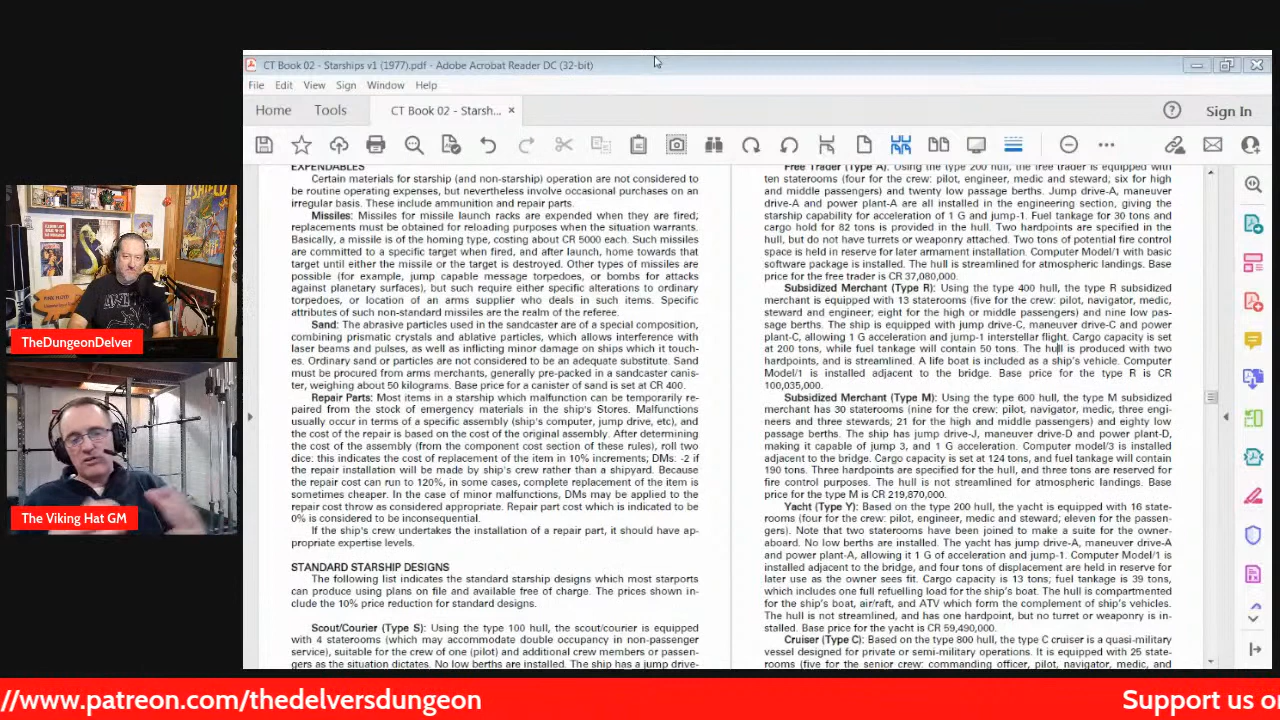 CT Book 02 - Starships v1 (1977).pdf - Adobe Acrobat Reader DC (32-bit)
File Edit View Sign Window Help
Home Tools CT Book 02 - Starsh... × ? Sign In
EXPENDABLES
Certain materials for starship (and non-starship) operation are not considered to
be routine operating expenses, but nevertheless involve occasional purchases on an
irregular basis. These include ammunition and repair parts.
Missiles: Missiles for missile launch racks are expended when they are fired;
replacements must be obtained for reloading purposes when the situation warrants.
Basically, a missile is of the homing type, costing about CR 5000 each. Such missiles
are committed to a specific target when fired, and after launch, home towards that
target until either the missile or the target is destroyed. Other types of missiles are
possible (for example, jump capable message torpedoes, or bombs for attacks
against planetary surfaces), but such require either specific alterations to ordinary
torpedoes, or location of an arms supplier who deals in such items. Specific
attributes of such non-standard missiles are the realm of the referee.
Sand: The abrasive particles used in the sandcaster are of a special composition,
combining prismatic crystals and ablative particles, which allows interference with
laser beams and pulses, as well as inflicting minor damage on ships which it touch-
es. Ordinary sand or particles are not considered to be an adequate substitute. Sand
must be procured from arms merchants, generally pre-packed in a sandcaster canis-
ter, weighing about 50 kilograms. Base price for a canister of sand is set at CR 400.
Repair Parts: Most items in a starship which malfunction can be temporarily re-
paired from the stock of emergency materials in the ship's Stores. Malfunctions
usually occur in terms of a specific assembly (ship's computer, jump drive, etc), and
the cost of the repair is based on the cost of the original assembly. After determining
the cost of the assembly (from the component cost section of these rules), roll two
dice: this indicates the cost of replacement of the item in 10% increments; DMs: -2 if
the repair installation will be made by ship's crew rather than a shipyard. Because
the repair cost can run to 120%, in some cases, complete replacement of the item is
sometimes cheaper. In the case of minor malfunctions, DMs may be applied to the
repair cost throw as considered appropriate. Repair part cost which is indicated to be
0% is considered to be inconsequential.
If the ship's crew undertakes the installation of a repair part, it should have ap-
propriate expertise levels.
STANDARD STARSHIP DESIGNS
The following list indicates the standard starship designs which most starports
can produce using plans on file and available free of charge. The prices shown in-
clude the 10% price reduction for standard designs.
Scout/Courier (Type S): Using the type 100 hull, the scout/courier is equipped
with 4 staterooms (which may accommodate double occupancy in non-passenger
service), suitable for the crew of one (pilot) and additional crew members or passen-
gers as the situation dictates. No low berths are installed. The ship has a jump drive-
Free Trader (Type A): Using the type 200 hull, the free trader is equipped with
ten staterooms (four for the crew: pilot, engineer, medic and steward; six for high
and middle passengers) and twenty low passage berths. Jump drive-A, maneuver
drive-A and power plant-A are all installed in the engineering section, giving the
starship capability for acceleration of 1 G and jump-1. Fuel tankage for 30 tons and
cargo hold for 82 tons is provided in the hull. Two hardpoints are specified in the
hull, but do not have turrets or weaponry attached. Two tons of potential fire control
space is held in reserve for later armament installation. Computer Model/1 with basic
software package is installed. The hull is streamlined for atmospheric landings. Base
price for the free trader is CR 37,080,000.
Subsidized Merchant (Type R): Using the type 400 hull, the type R subsidized
merchant is equipped with 13 staterooms (five for the crew: pilot, navigator, medic,
steward and engineer; eight for the high or middle passengers) and nine low pas-
sage berths. The ship is equipped with jump drive-C, maneuver drive-C and power
plant-C, allowing 1 G acceleration and jump-1 interstellar flight. Cargo capacity is set
at 200 tons, while fuel tankage will contain 50 tons. The hull is produced with two
hardpoints, and is streamlined. A life boat is included as a ship's vehicle. Computer
Model/1 is installed adjacent to the bridge. Base price for the type R is CR
100,035,000.
Subsidized Merchant (Type M): Using the type 600 hull, the type M subsidized
merchant has 30 staterooms (nine for the crew; pilot, navigator, medic, three engi-
neers and three stewards; 21 for the high and middle passengers) and eighty low
passage berths. The ship has jump drive-J, maneuver drive-D and power plant-D,
making it capable of jump 3, and 1 G acceleration. Computer model/3 is installed
adjacent to the bridge. Cargo capacity is set at 124 tons, and fuel tankage will contain
190 tons. Three hardpoints are specified for the hull, and three tons are reserved for
fire control purposes. The hull is not streamlined for atmospheric landings. Base
price for the type M is CR 219,870,000.
Yacht (Type Y): Based on the type 200 hull, the yacht is equipped with 16 state-
rooms (four for the crew: pilot, engineer, medic and steward; eleven for the passen-
gers). Note that two staterooms have been joined to make a suite for the owner-
aboard. No low berths are installed. The yacht has jump drive-A, maneuver drive-A
and power plant-A, allowing it 1 G of acceleration and jump-1. Computer Model/1 is
installed adjacent to the bridge, and four tons of displacement are held in reserve for
later use as the owner sees fit. Cargo capacity is 13 tons; fuel tankage is 39 tons,
which includes one full refuelling load for the ship's boat. The hull is compartmented
for the ship's boat, air/raft, and ATV which form the complement of ship's vehicles.
The hull is not streamlined, and has one hardpoint, but no turret or weaponry is in-
stalled. Base price for the yacht is CR 59,490,000.
Cruiser (Type C): Based on the type 800 hull, the type C cruiser is a quasi-military
vessel designed for private or semi-military operations. It is equipped with 25 state-
rooms (five for the senior crew: commanding officer, pilot, navigator, medic, and
TheDungeonDelver
The Viking Hat GM
//www.patreon.com/thedelversdungeon Support us o